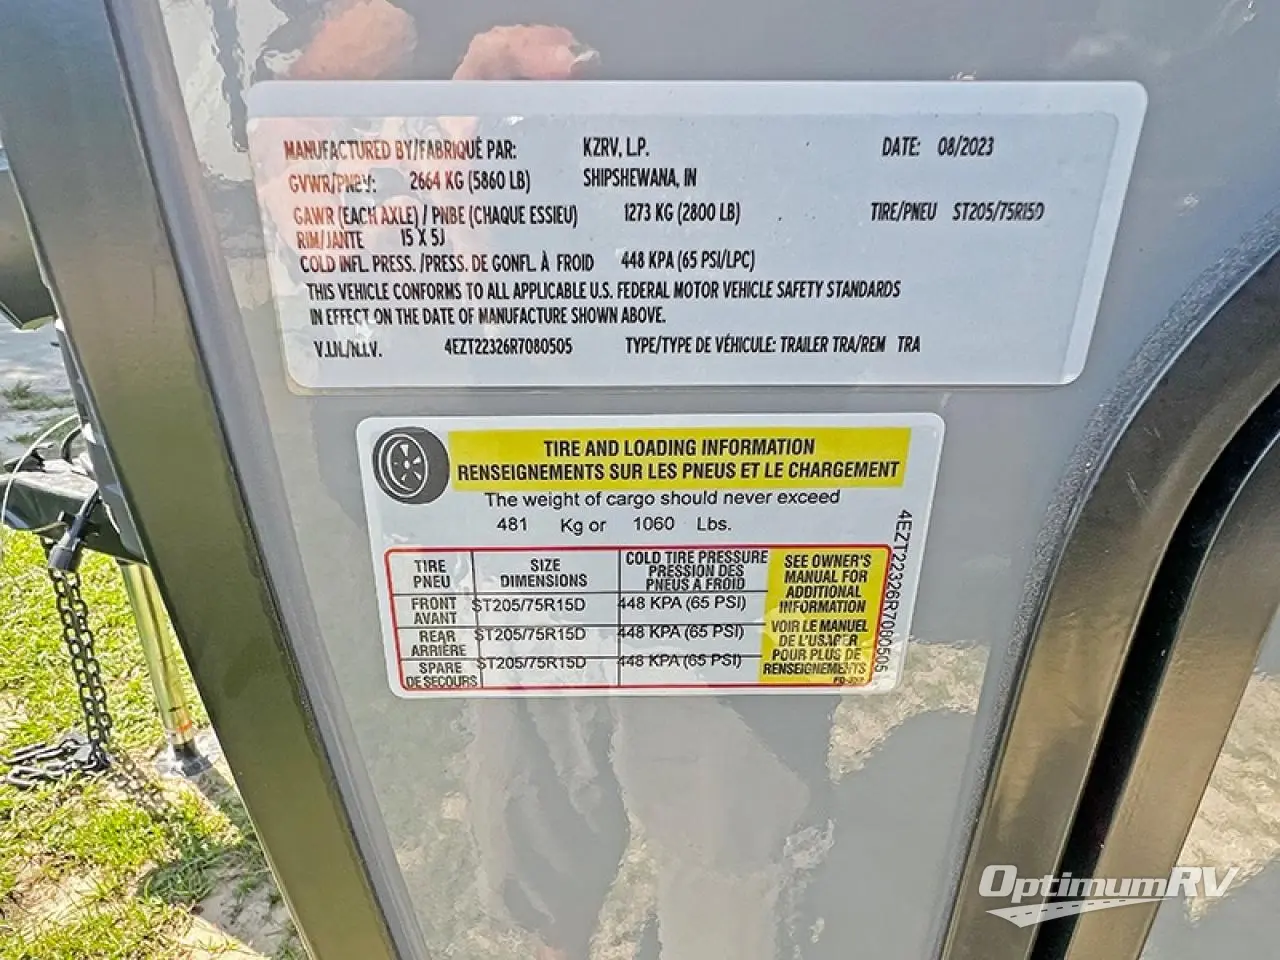 MANUFACTURED BY/FABRIQUÉ PAR: KZRV, L.P. DATE: 08/2023
GVWR/PNBV: 2664 KG (5860 LB) SHIPSHEWANA, IN
GAWR (EACH AXLE) / PNBE (CHAQUE ESSIEU) 1273 KG (2800 LB) TIRE/PNEU ST205/75R15D
RIM/JANTE 15 X 5J
COLD INFL. PRESS. /PRESS. DE GONFL. À FROID 448 KPA (65 PSI/LPC)
THIS VEHICLE CONFORMS TO ALL APPLICABLE U.S. FEDERAL MOTOR VEHICLE SAFETY STANDARDS
IN EFFECT ON THE DATE OF MANUFACTURE SHOWN ABOVE.
V.I.N./N.I.V. 4EZT22326R7080505 TYPE/TYPE DE VÉHICULE: TRAILER TRA/REM TRA
TIRE AND LOADING INFORMATION
RENSEIGNEMENTS SUR LES PNEUS ET LE CHARGEMENT
The weight of cargo should never exceed
481 Kg or 1060 Lbs.
TIRE
PNEU
SIZE
DIMENSIONS
COLD TIRE PRESSURE
PRESSION DES
PNEUS A FROID
FRONT
AVANT
ST205/75R15D
448 KPA (65 PSI)
REAR
ARRIÈRE
ST205/75R15D
448 KPA (65 PSI)
SPARE
DE SECOURS
ST205/75R15D
448 KPA (65 PSI)
SEE OWNER'S
MANUAL FOR
ADDITIONAL
INFORMATION
VOIR LE MANUEL
DE L'USAGER
POUR PLUS DE
RENSEIGNEMENTS
4EZT22326R7080505
OptimumRV